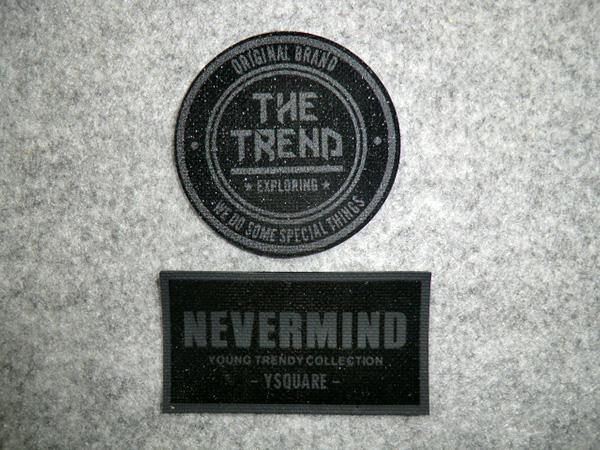 ORIGINAL BRAND
THE
TREND
★ EXPLORING ★
WE DO SOME SPECIAL THINGS
NEVERMIND
YOUNG TRENDY COLLECTION
- YSQUARE -